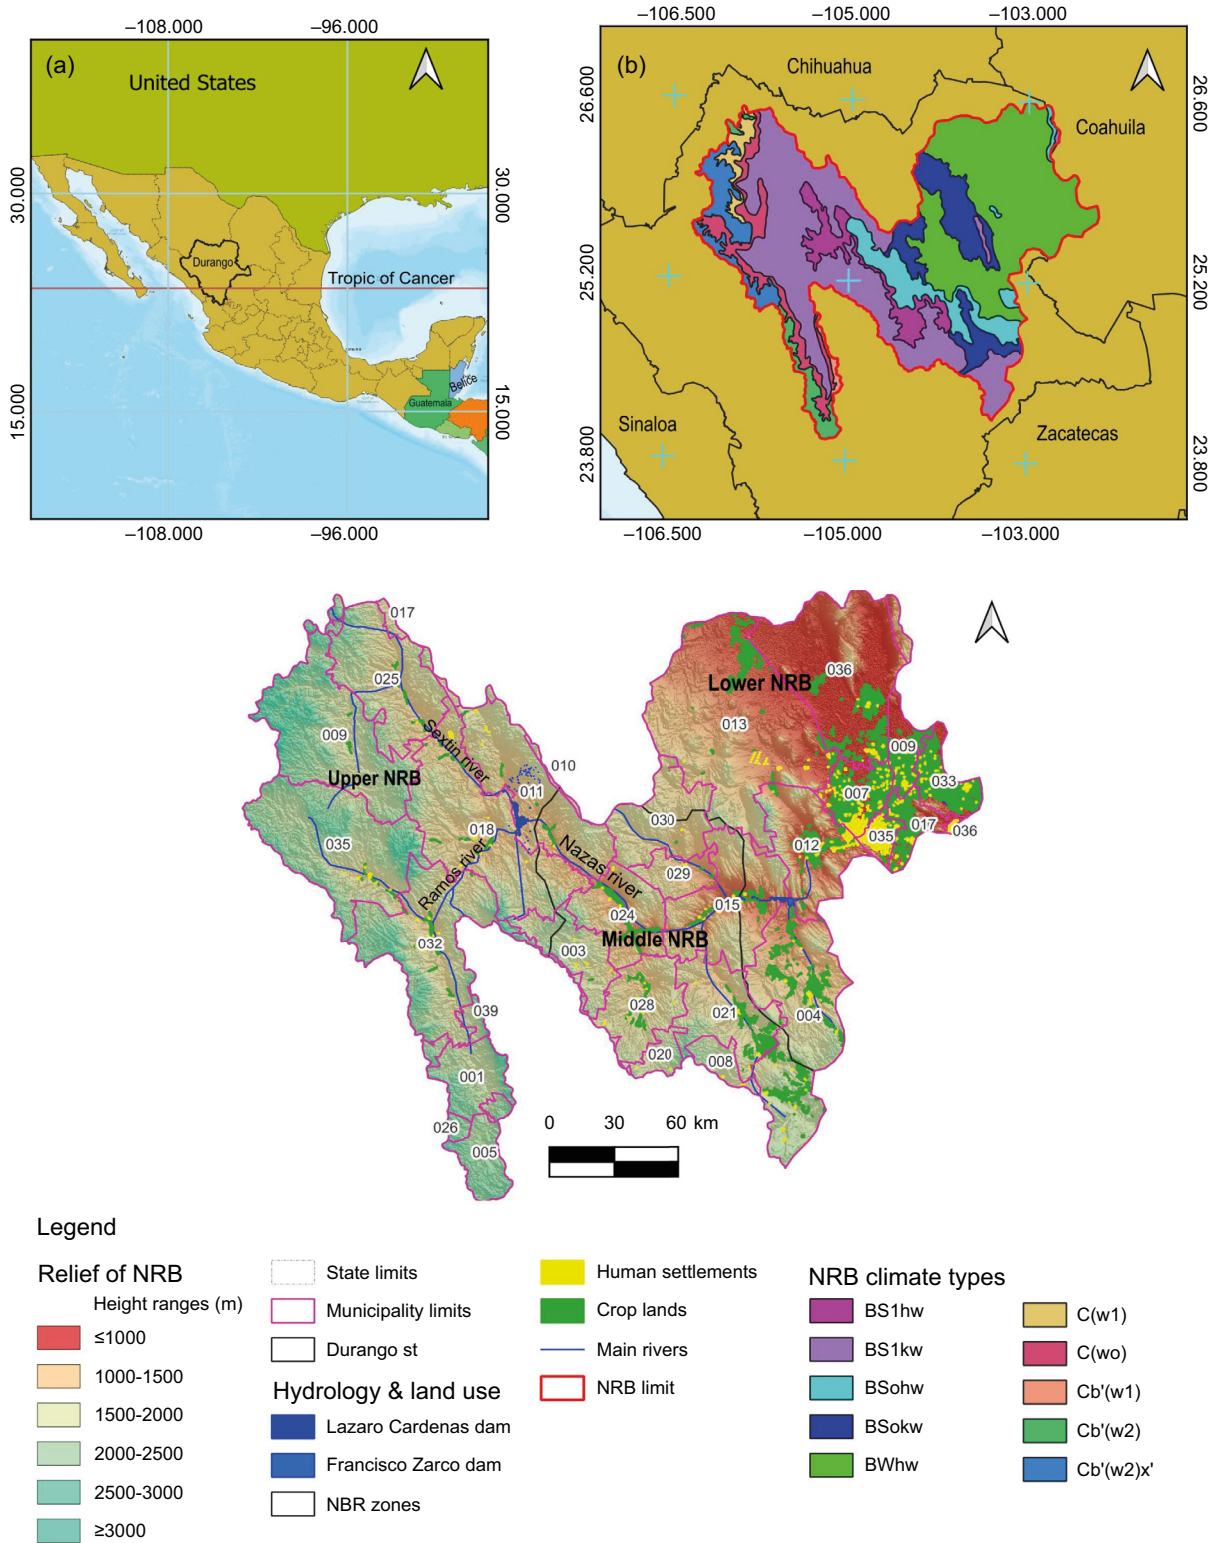 −108.000
−96.000
(a)
United States
30.000
30.000
Durango
Tropic of Cancer
Belice
Guatemala
15.000
15.000
−108.000
−96.000
−106.500
−105.000
−103.000
(b)
Chihuahua
26.600
26.600
Coahuila
25.200
25.200
Sinaloa
Zacatecas
23.800
23.800
−106.500
−105.000
−103.000
017
036
025
Lower NRB
013
Sextin river
009
009
010
Upper NRB
033
011
007
030
018
017
036
035
035
012
Nazas river
029
Ramos river
015
024
032
Middle NRB
003
028
039
021
004
020
008
001
026
005
0 30 60 km
Legend
Relief of NRB
Height ranges (m)
≤1000
1000-1500
1500-2000
2000-2500
2500-3000
≥3000
State limits
Municipality limits
Durango st
Hydrology & land use
Lazaro Cardenas dam
Francisco Zarco dam
NBR zones
Human settlements
Crop lands
Main rivers
NRB limit
NRB climate types
BS1hw
BS1kw
BSohw
BSokw
BWhw
C(w1)
C(wo)
Cb'(w1)
Cb'(w2)
Cb'(w2)x'